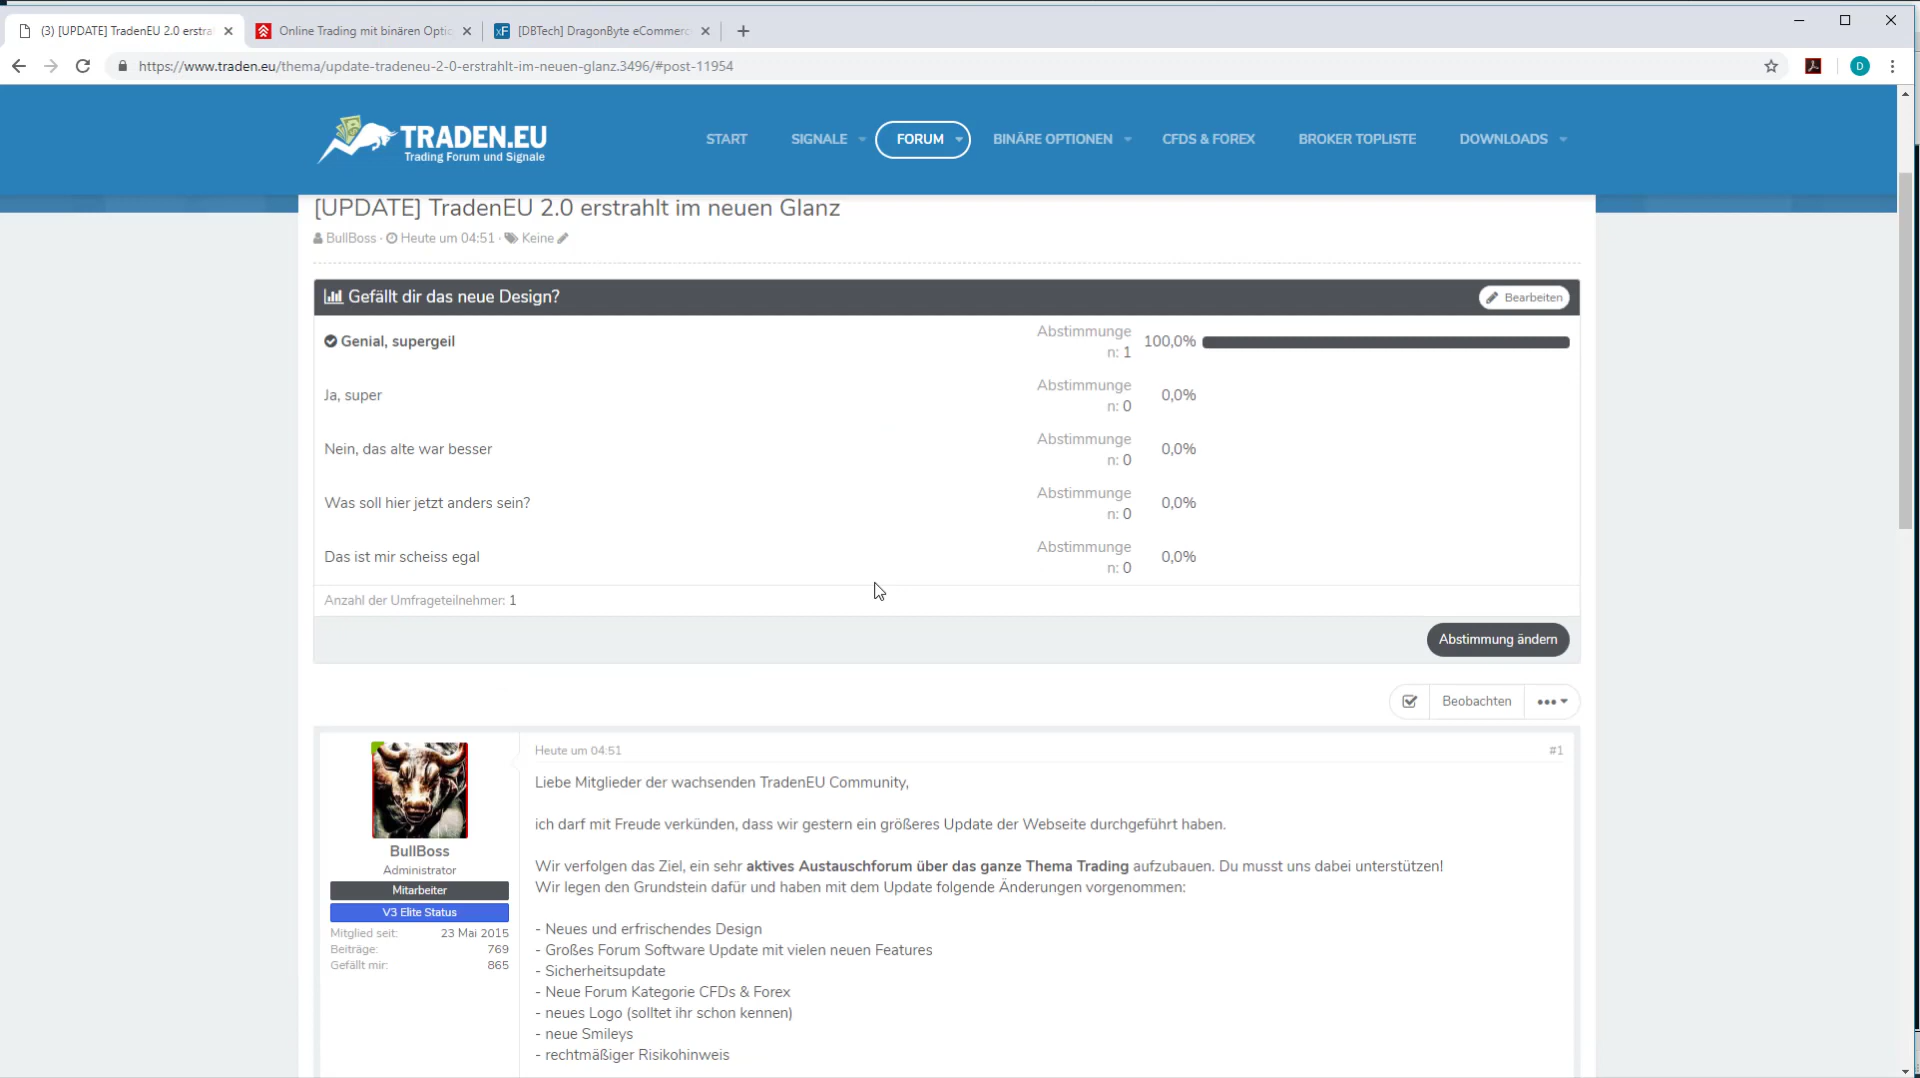 (3) [UPDATE] TradenEU 2.0 erstra
Online Trading mit binären Optio
xF [DBTech] DragonByte eCommerc
https://www.traden.eu/thema/update-tradeneu-2-0-erstrahlt-im-neuen-glanz.3496/#post-11954
D
TRADEN.EU
Trading Forum und Signale
START SIGNALE FORUM BINÄRE OPTIONEN CFDS & FOREX BROKER TOPLISTE DOWNLOADS
[UPDATE] TradenEU 2.0 erstrahlt im neuen Glanz
BullBoss · Heute um 04:51 · Keine
Gefällt dir das neue Design?
Bearbeiten
Genial, supergeil
Abstimmunge
n: 1
100,0%
Ja, super
Abstimmunge
n: 0
0,0%
Nein, das alte war besser
Abstimmunge
n: 0
0,0%
Was soll hier jetzt anders sein?
Abstimmunge
n: 0
0,0%
Das ist mir scheiss egal
Abstimmunge
n: 0
0,0%
Anzahl der Umfrageteilnehmer: 1
Abstimmung ändern
Beobachten
BullBoss
Administrator
Mitarbeiter
V3 Elite Status
Mitglied seit: 23 Mai 2015
Beiträge: 769
Gefällt mir: 865
Heute um 04:51 #1
Liebe Mitglieder der wachsenden TradenEU Community,
ich darf mit Freude verkünden, dass wir gestern ein größeres Update der Webseite durchgeführt haben.
Wir verfolgen das Ziel, ein sehr aktives Austauschforum über das ganze Thema Trading aufzubauen. Du musst uns dabei unterstützen!
Wir legen den Grundstein dafür und haben mit dem Update folgende Änderungen vorgenommen:
- Neues und erfrischendes Design
- Großes Forum Software Update mit vielen neuen Features
- Sicherheitsupdate
- Neue Forum Kategorie CFDs & Forex
- neues Logo (solltet ihr schon kennen)
- neue Smileys
- rechtmäßiger Risikohinweis